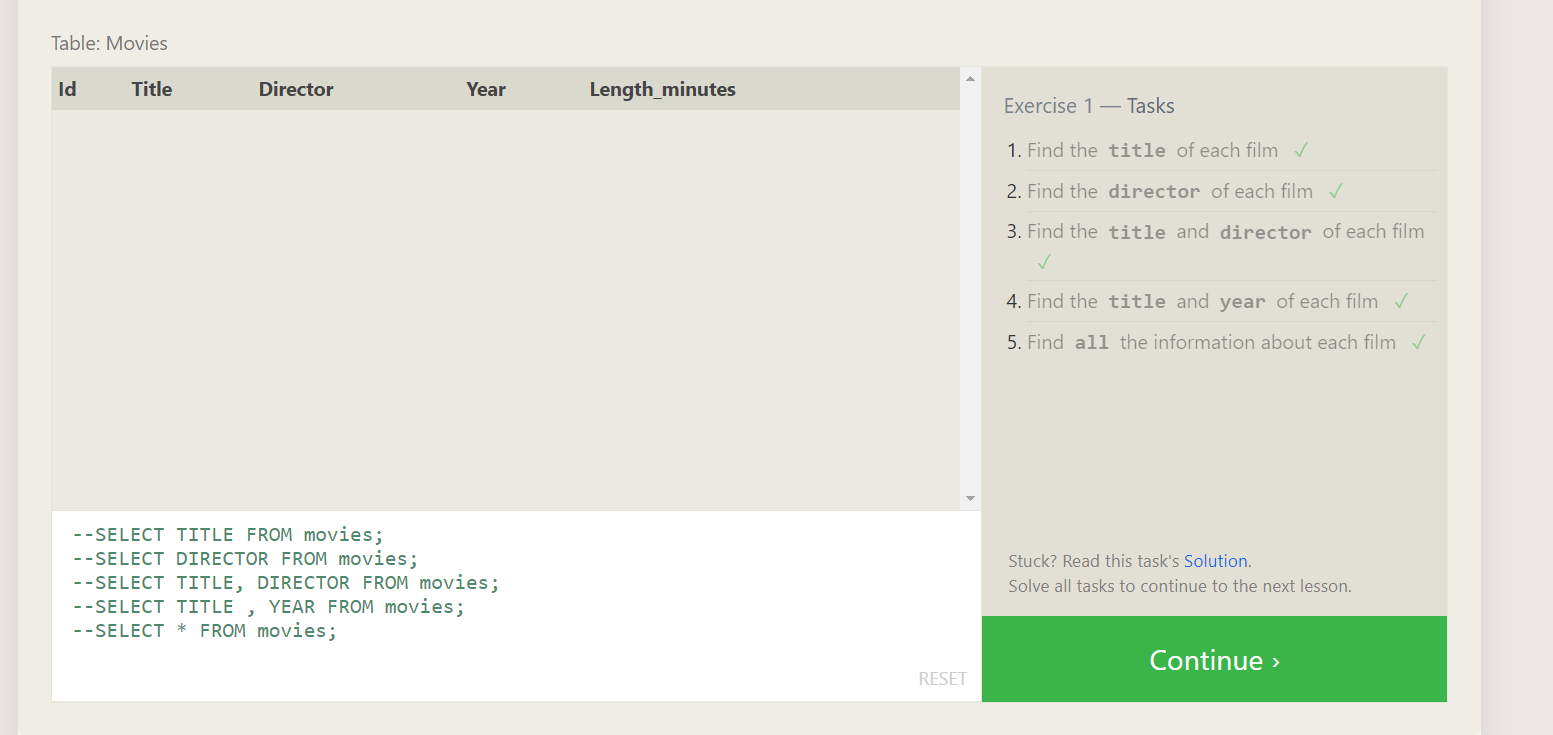 Table: Movies
Id Title Director Year Length_minutes
Exercise 1 — Tasks
1. Find the title of each film ✓
2. Find the director of each film ✓
3. Find the title and director of each film
✓
4. Find the title and year of each film ✓
5. Find all the information about each film ✓
--SELECT TITLE FROM movies;
--SELECT DIRECTOR FROM movies;
--SELECT TITLE, DIRECTOR FROM movies;
--SELECT TITLE , YEAR FROM movies;
--SELECT * FROM movies;
RESET
Stuck? Read this task's Solution.
Solve all tasks to continue to the next lesson.
Continue ›